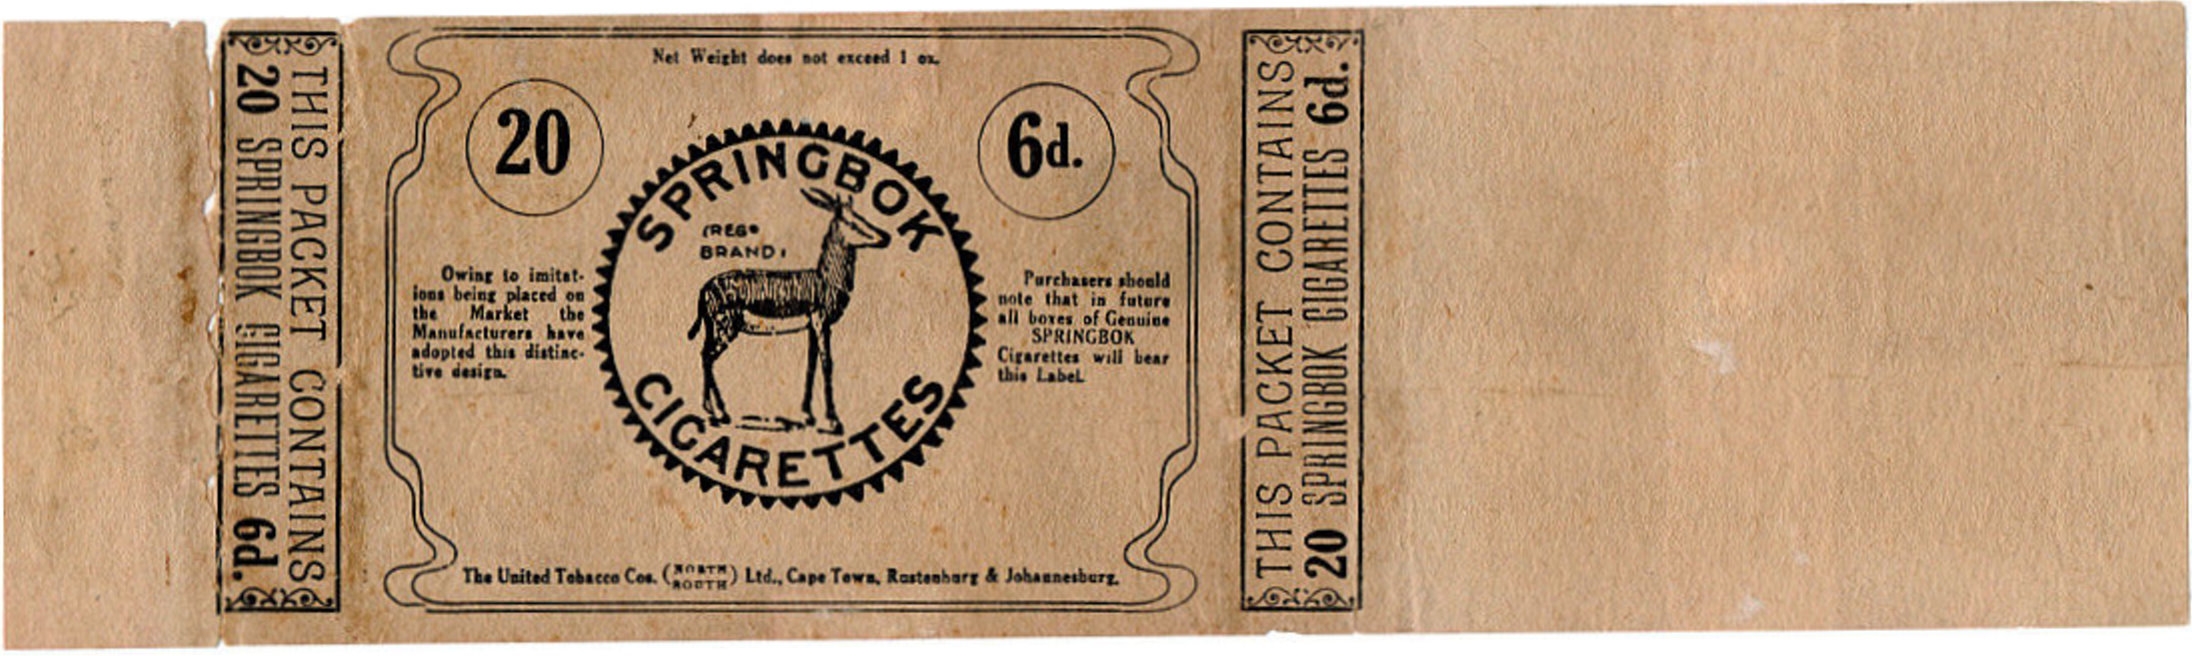 THIS PACKET CONTAINS
20 SPRINGBOK CIGARETTES 6d.
Net Weight does not exceed 1 oz.
20
6d.
SPRINGBOK
(REGD
BRAND)
CIGARETTES
Owing to imitat-
ions being placed on
the Market the
Manufacturers have
adopted this distinc-
tive design.
Purchasers should
note that in future
all boxes of Genuine
SPRINGBOK
Cigarettes will bear
this Label.
The United Tobacco Cos. (NORTH SOUTH) Ltd., Cape Town, Rustenburg & Johannesburg.
THIS PACKET CONTAINS
20 SPRINGBOK CIGARETTES 6d.